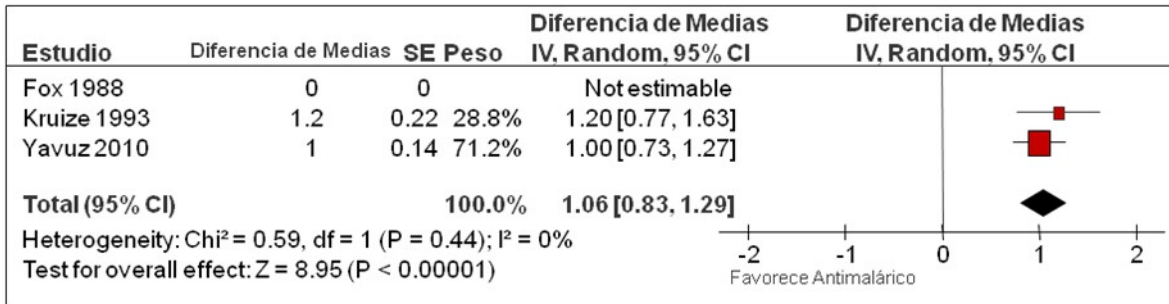 Diferencia de Medias Diferencia de Medias
Estudio Diferencia de Medias SE Peso IV, Random, 95% CI IV, Random, 95% CI
Fox 1988 0 0 Not estimable
Kruize 1993 1.2 0.22 28.8% 1.20 [0.77, 1.63]
Yavuz 2010 1 0.14 71.2% 1.00 [0.73, 1.27]
Total (95% CI) 100.0% 1.06 [0.83, 1.29]
Heterogeneity: Chi² = 0.59, df = 1 (P = 0.44); I² = 0%
Test for overall effect: Z = 8.95 (P < 0.00001)
-2 -1 0 1 2
Favorece Antimalárico